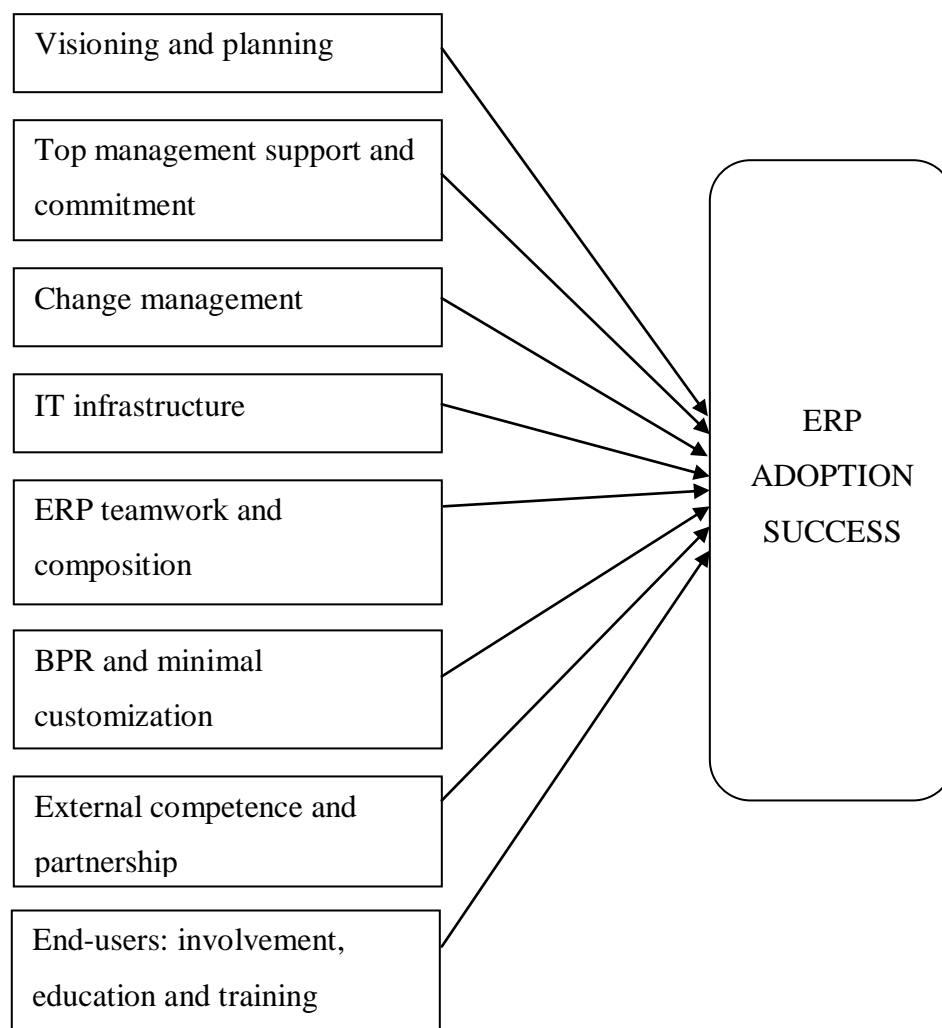 Visioning and planning
Top management support and
commitment
Change management
IT infrastructure
ERP teamwork and
composition
BPR and minimal
customization
External competence and
partnership
End-users: involvement,
education and training
ERP
ADOPTION
SUCCESS